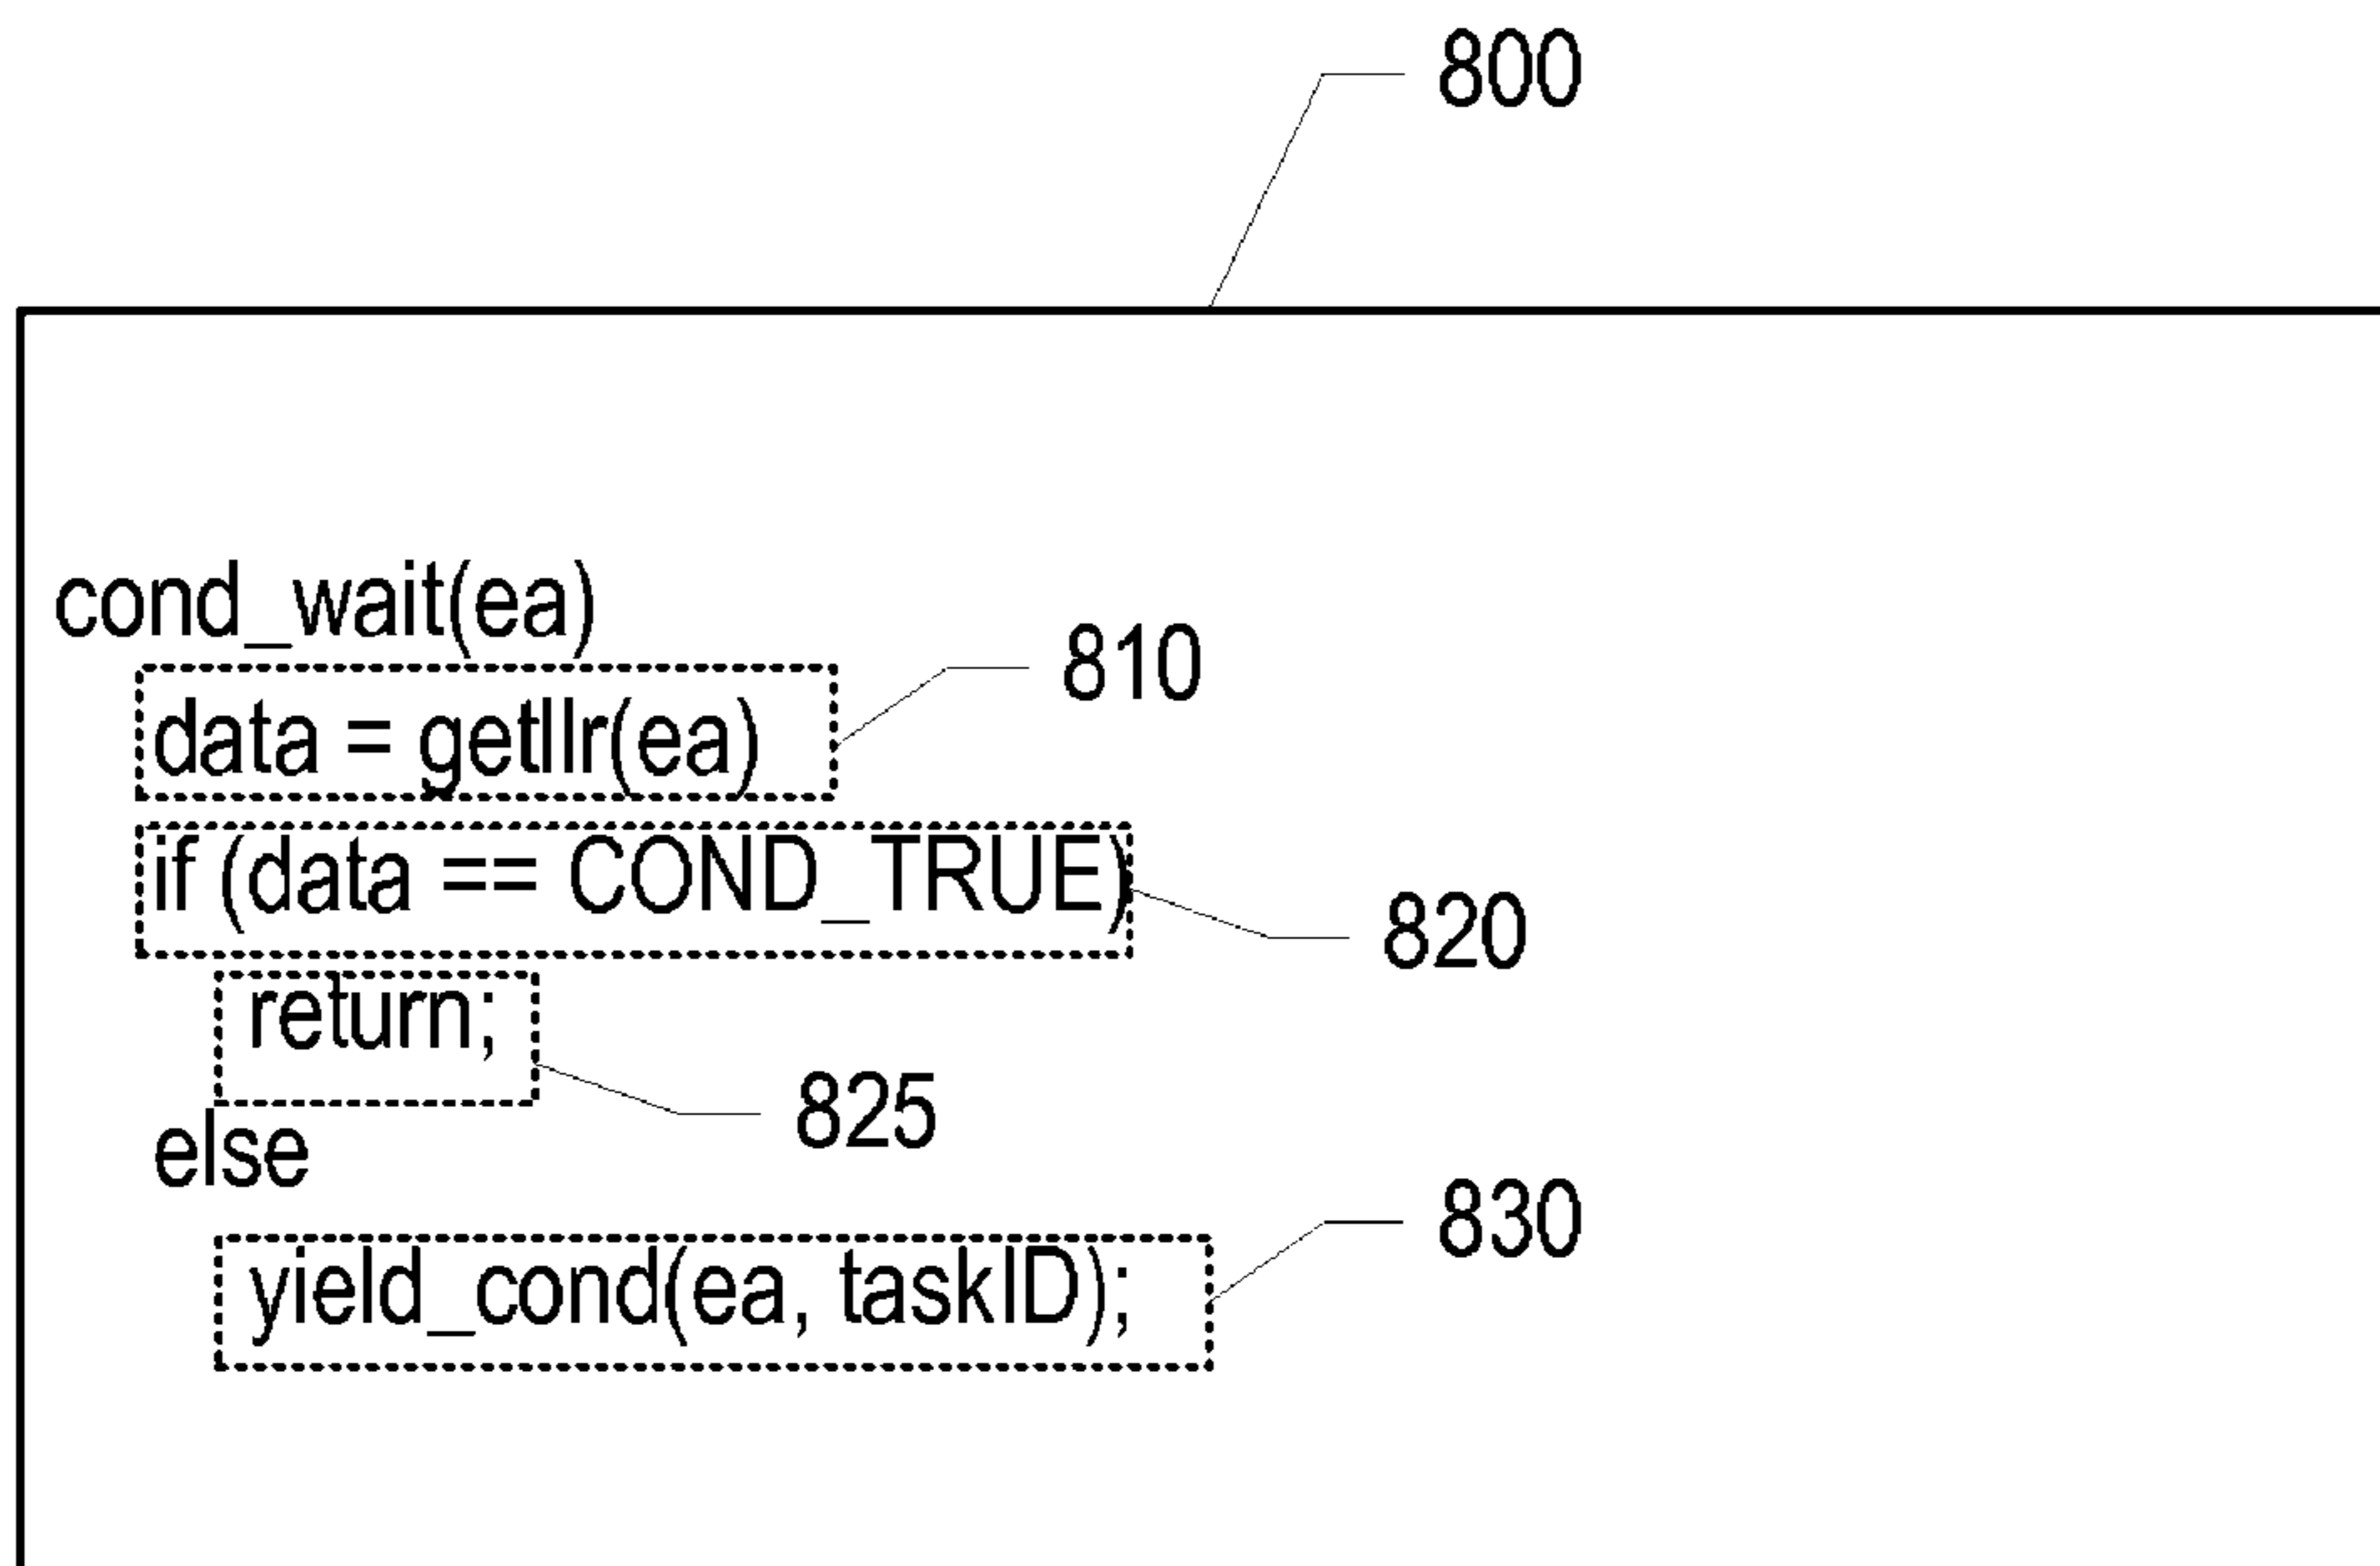 800
cond_wait(ea)
810
data = getllr(ea)
if (data == COND_TRUE)
820
return;
825
else
830
yield_cond(ea, taskID);